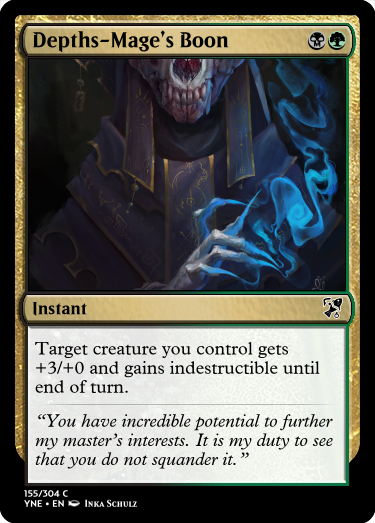 Depths-Mage's Boon
Instant
Target creature you control gets
+3/+0 and gains indestructible until
end of turn.
“You have incredible potential to further
my master’s interests. It is my duty to see
that you do not squander it.”
155/304 C
YNE • EN Inka Schulz